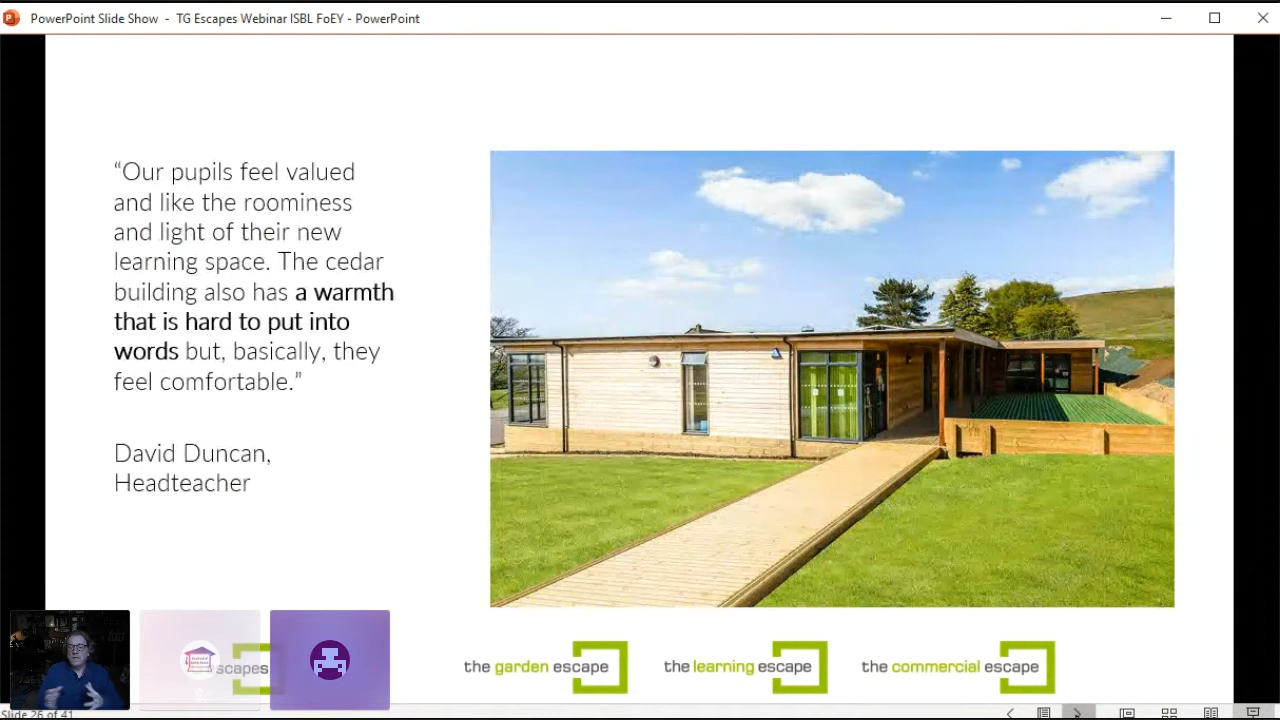 PowerPoint Slide Show - TG Escapes Webinar ISBL FoEY - PowerPoint
“Our pupils feel valued
and like the roominess
and light of their new
learning space. The cedar
building also has a warmth
that is hard to put into
words but, basically, they
feel comfortable.”
David Duncan,
Headteacher
scapes
the garden escape
the learning escape
the commercial escape
Slide 26 of 41